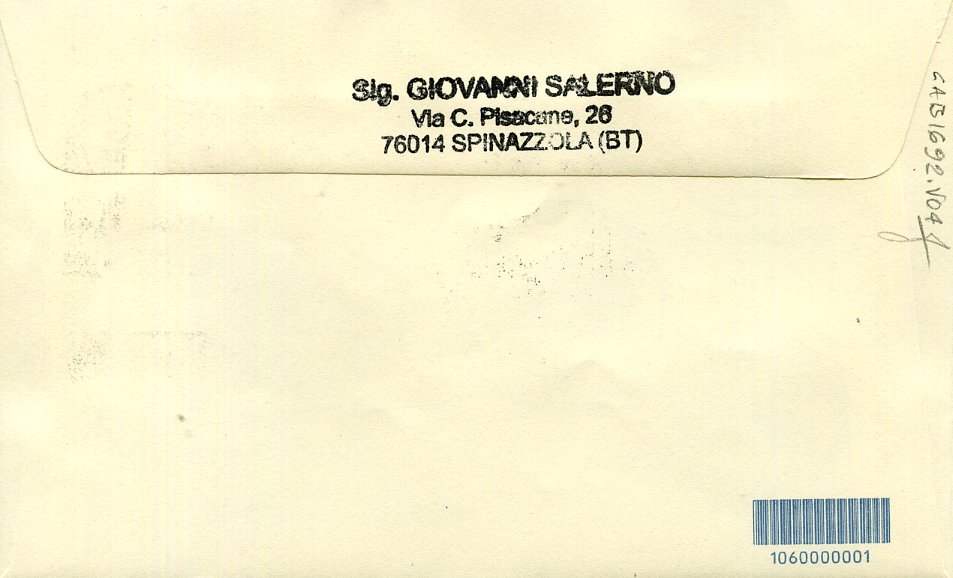 Sig. GIOVANNI SALERNO
Via C. Pisacane, 26
76014 SPINAZZOLA (BT)
1060000001